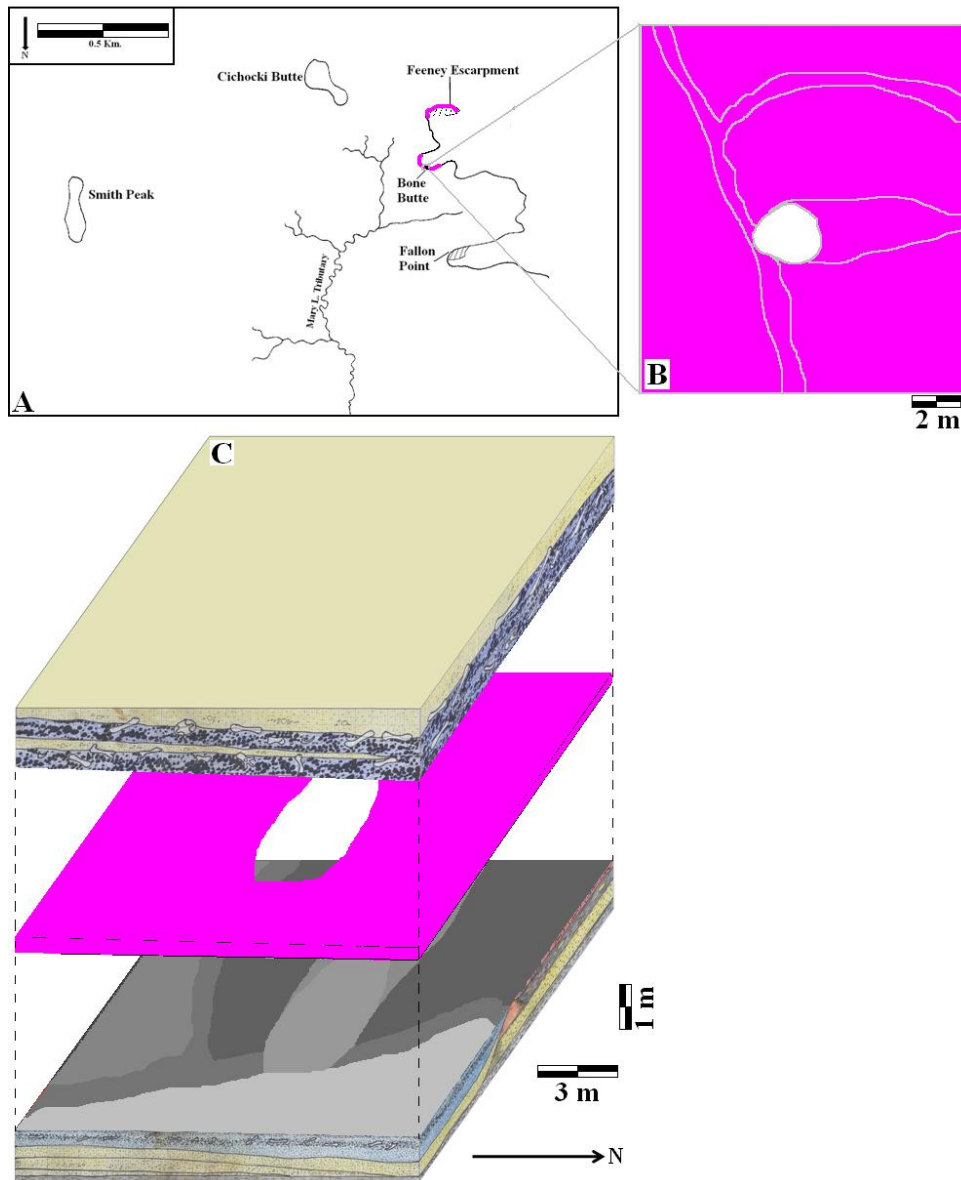 N
0.5 Km.
Cichocki Butte
Feeney Escarpment
Smith Peak
Bone
Butte
Fallon
Point
Mary L. Tributary
A
B
2 m
C
1 m
3 m
N